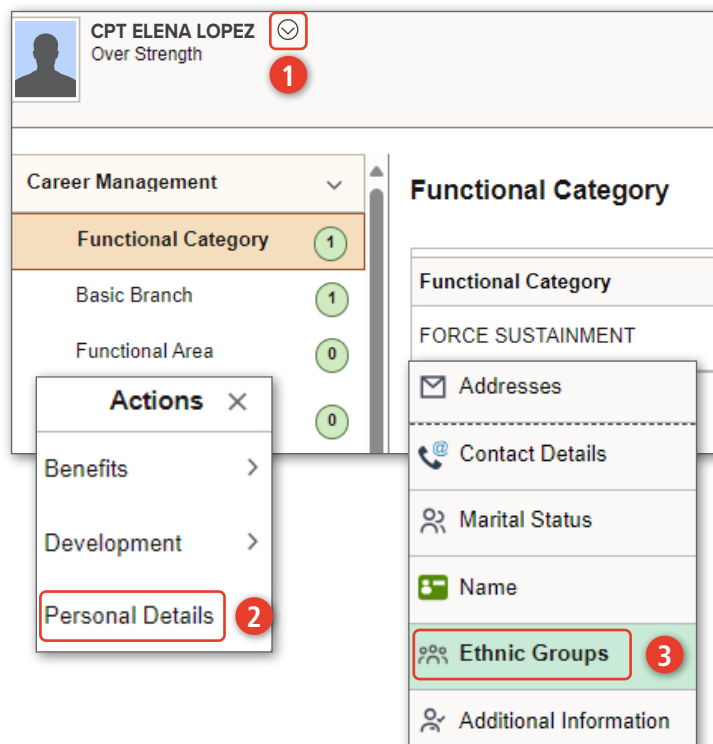 CPT ELENA LOPEZ
Over Strength
1
Career Management
Functional Category 1
Basic Branch 1
Functional Area 0
0
Functional Category
Functional Category
FORCE SUSTAINMENT
Actions ×
Benefits
Development
Personal Details 2
Addresses
Contact Details
Marital Status
Name
Ethnic Groups 3
Additional Information